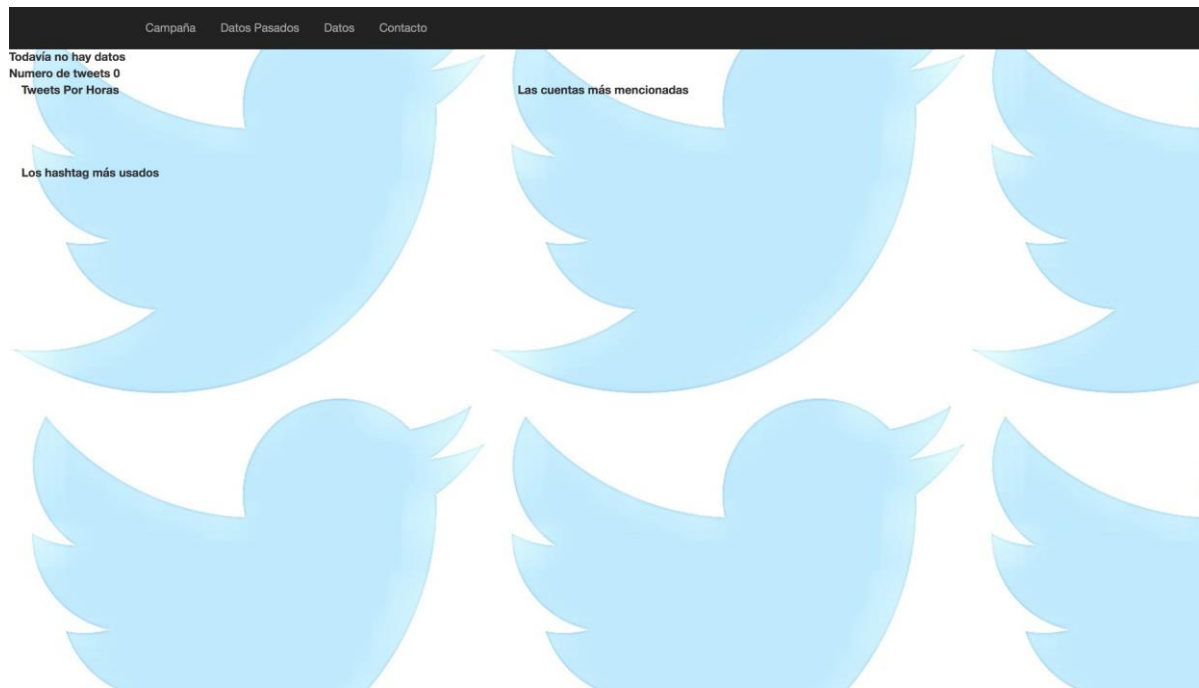 Campaña Datos Pasados Datos Contacto
Todavía no hay datos
Numero de tweets 0
Tweets Por Horas
Las cuentas más mencionadas
Los hashtag más usados